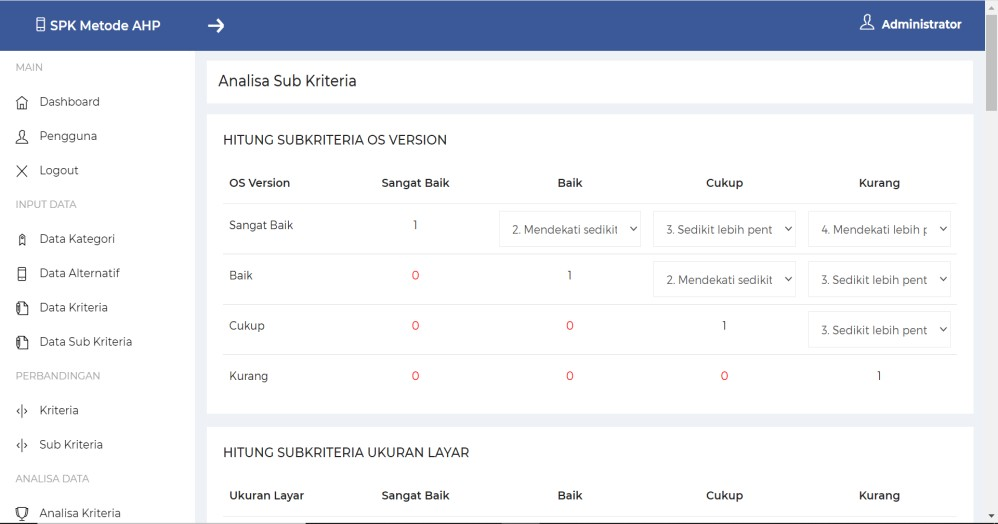 SPK Metode AHP
Administrator
MAIN
Dashboard
Pengguna
Logout
INPUT DATA
Data Kategori
Data Alternatif
Data Kriteria
Data Sub Kriteria
PERBANDINGAN
Kriteria
Sub Kriteria
ANALISA DATA
Analisa Kriteria
Analisa Sub Kriteria
HITUNG SUBKRITERIA OS VERSION
OS Version Sangat Baik Baik Cukup Kurang
Sangat Baik 1 2. Mendekati sedikit 3. Sedikit lebih pent 4. Mendekati lebih p
Baik 0 1 2. Mendekati sedikit 3. Sedikit lebih pent
Cukup 0 0 1 3. Sedikit lebih pent
Kurang 0 0 0 1
HITUNG SUBKRITERIA UKURAN LAYAR
Ukuran Layar Sangat Baik Baik Cukup Kurang